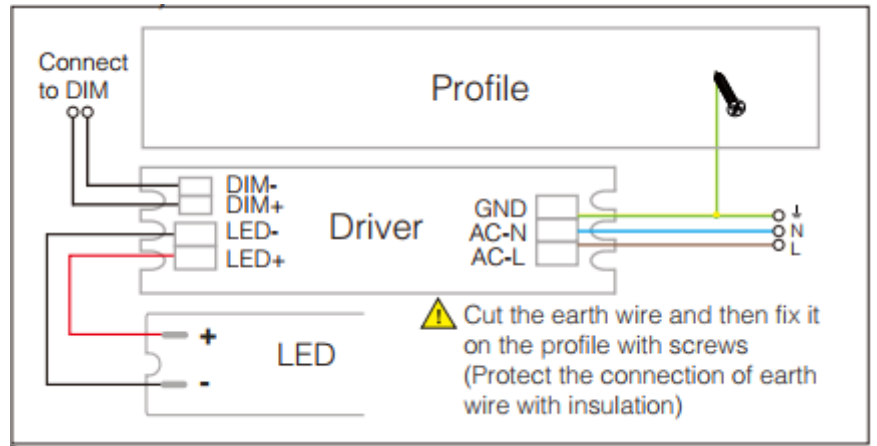 Connect
to DIM
Profile
DIM-
DIM+
LED-
LED+
Driver
GND
AC-N
AC-L
⏚
N
L
+
-
LED
Cut the earth wire and then fix it
on the profile with screws
(Protect the connection of earth
wire with insulation)